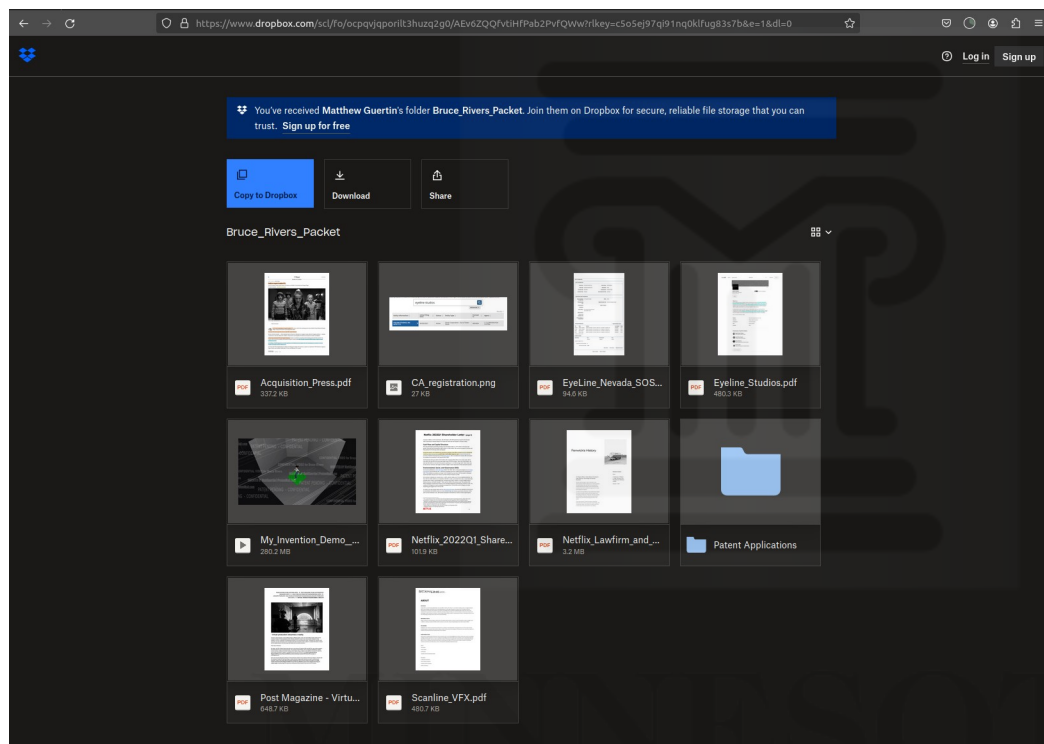 https://www.dropbox.com/scl/fo/ocpqvjqporilt3huzq2g0/AEv6ZQQfvtiHfPab2PvfQWw?rlkey=c5o5ej97qi91nq0klfug83s7b&e=1&dl=0
Log in Sign up
You've received Matthew Guertin's folder Bruce_Rivers_Packet. Join them on Dropbox for secure, reliable file storage that you can
trust. Sign up for free
Copy to Dropbox Download Share
Bruce_Rivers_Packet
Acquisition_Press.pdf
337.2 KB
CA_registration.png
27 KB
EyeLine_Nevada_SOS...
94.6 KB
Eyeline_Studios.pdf
480.3 KB
My_Invention_Demo__...
280.2 MB
Netflix_2022Q1_Share...
101.9 KB
Netflix_Lawfirm_and_...
3.2 MB
Patent Applications
Post Magazine - Virtu...
648.7 KB
Scanline_VFX.pdf
480.7 KB